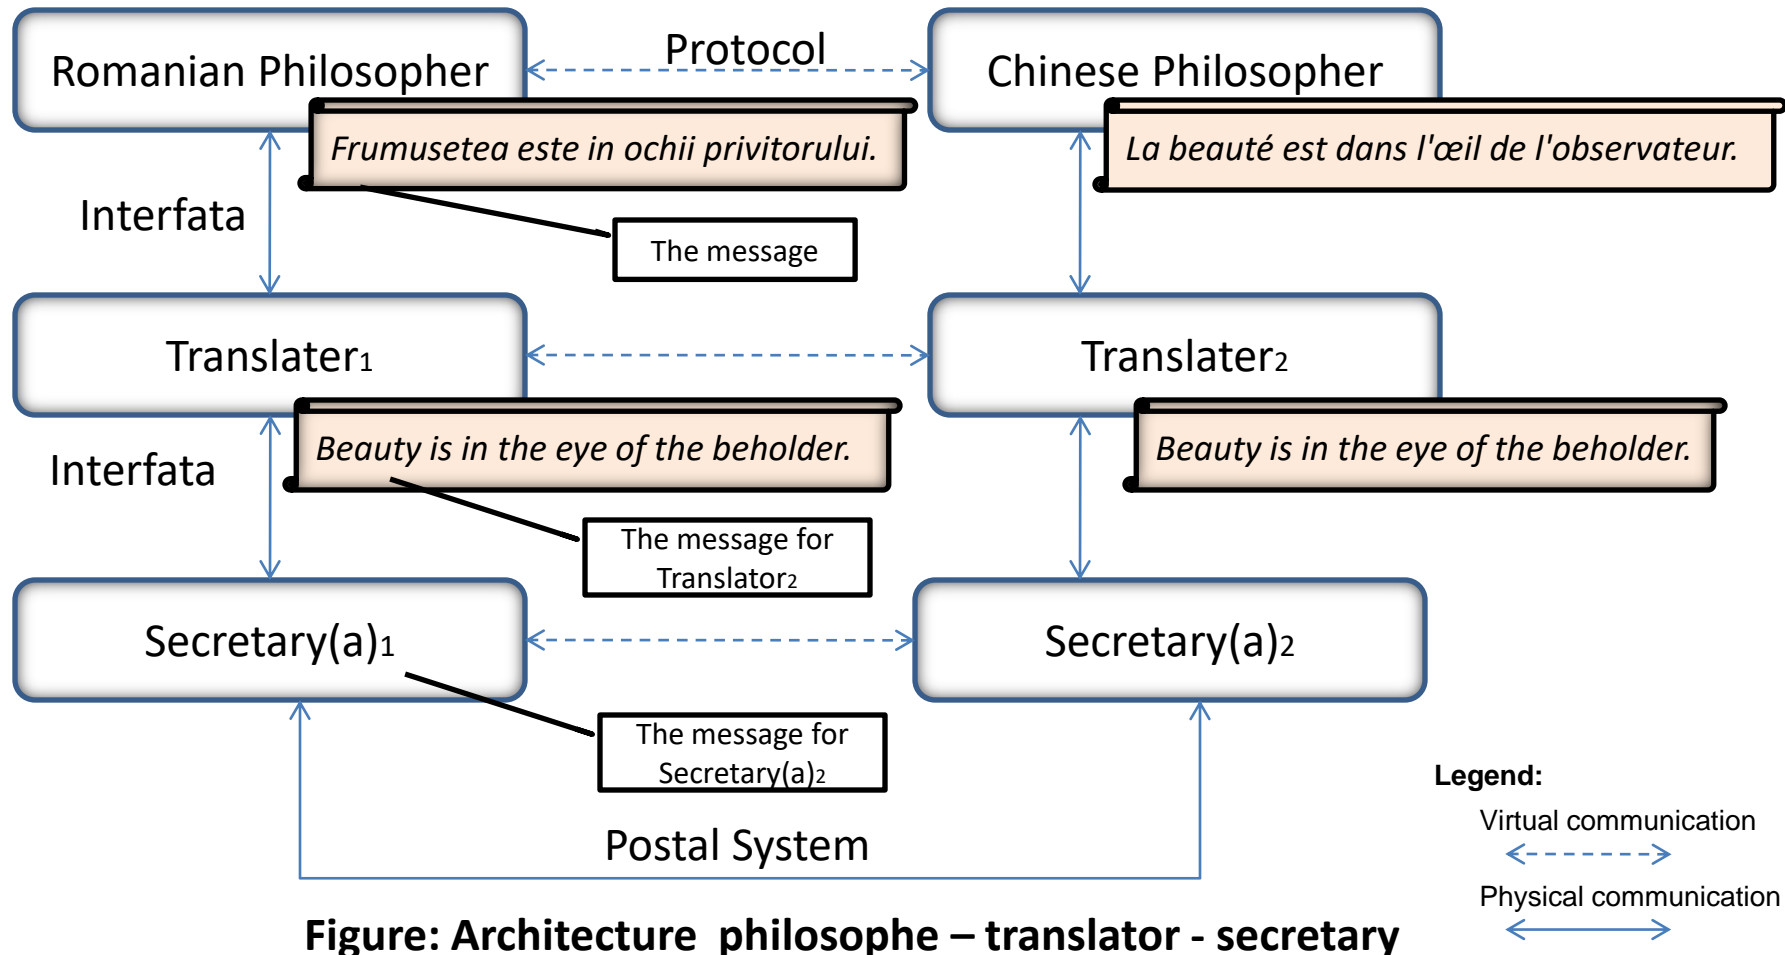 Romanian Philosopher
Protocol
Chinese Philosopher
Frumusetea este in ochii privitorului.
La beauté est dans l'œil de l'observateur.
Interfata
The message
Translater1
Translater2
Beauty is in the eye of the beholder.
Beauty is in the eye of the beholder.
Interfata
The message for
Translator2
Secretary(a)1
Secretary(a)2
The message for
Secretary(a)2
Postal System
Legend:
Virtual communication
Physical communication
Figure: Architecture philosophe – translator - secretary